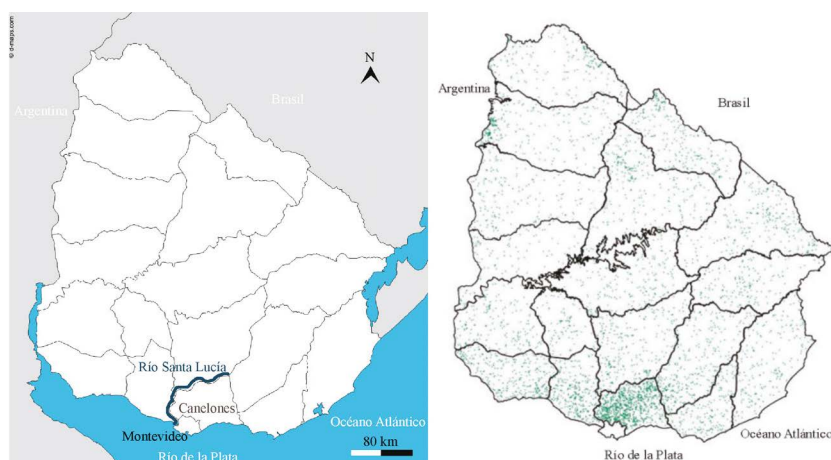 © d-maps.com
N
Argentina
Brasil
Río Santa Lucía
Canelones
Montevideo
Océano Atlántico
80 km
Río de la Plata
Argentina
Brasil
Océano Atlántico
Río de la Plata